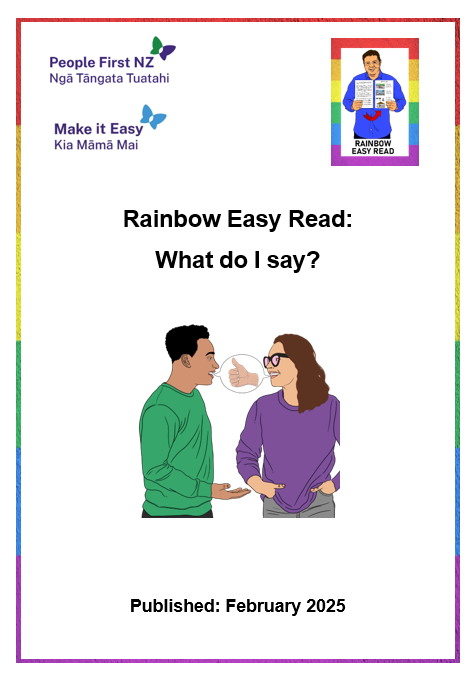 People First NZ
Ngā Tāngata Tuatahi
Make it Easy
Kia Māmā Mai
RAINBOW
EASY READ
Rainbow Easy Read:
What do I say?
Published: February 2025